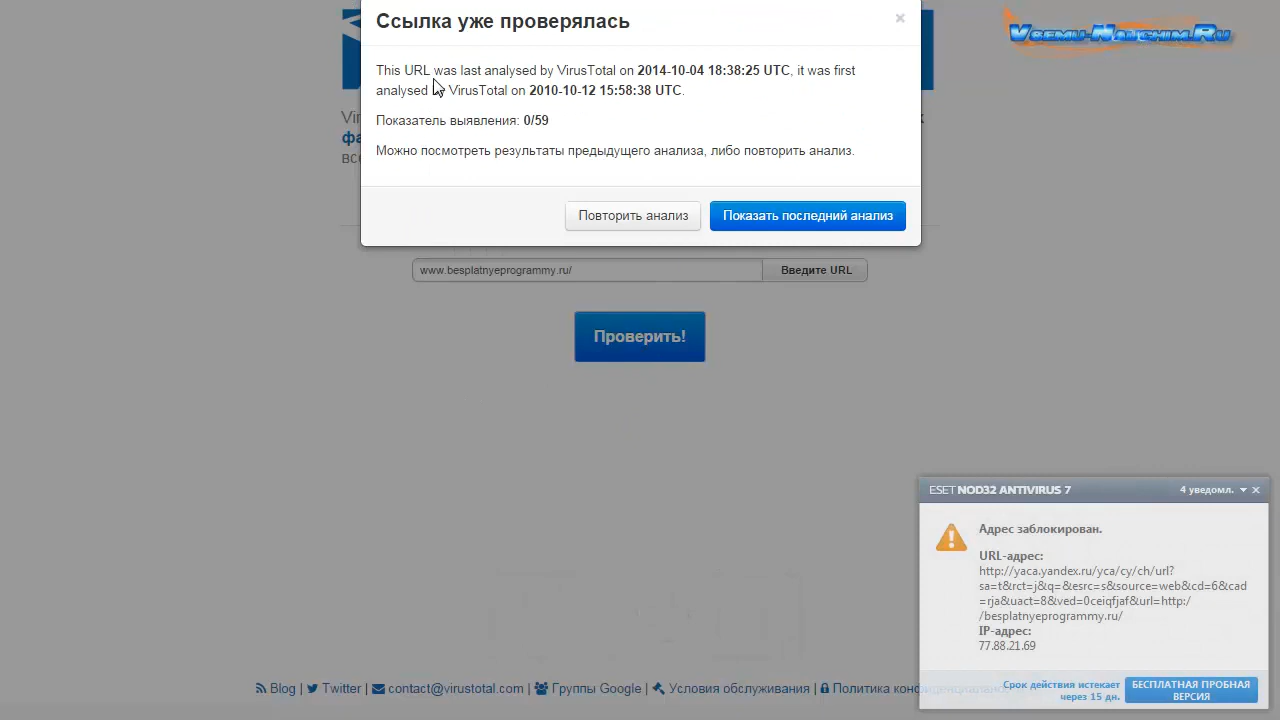 Ссылка уже проверялась
×
Vsemu-Nauchim.Ru
This URL was last analysed by VirusTotal on 2014-10-04 18:38:25 UTC, it was first
analysed VirusTotal on 2010-10-12 15:58:38 UTC.
Показатель выявления: 0/59
Можно посмотреть результаты предыдущего анализа, либо повторить анализ.
Повторить анализ
Показать последний анализ
www.besplatnyeprogrammy.ru/
Введите URL
Проверить!
ESET NOD32 ANTIVIRUS 7
4 уведомл.
Адрес заблокирован.
URL-адрес:
http://yaca.yandex.ru/yca/cy/ch/url?
sa=t&rct=j&q=&esrc=s&source=web&cd=6&cad
=rja&uact=8&ved=0ceiqfjaf&url=http:/
/besplatnyeprogrammy.ru/
IP-адрес:
77.88.21.69
Срок действия истекает
через 15 дн.
БЕСПЛАТНАЯ ПРОБНАЯ
ВЕРСИЯ
Blog | Twitter | contact@virustotal.com | Группы Google | Условия обслуживания | Политика конфиденциальности